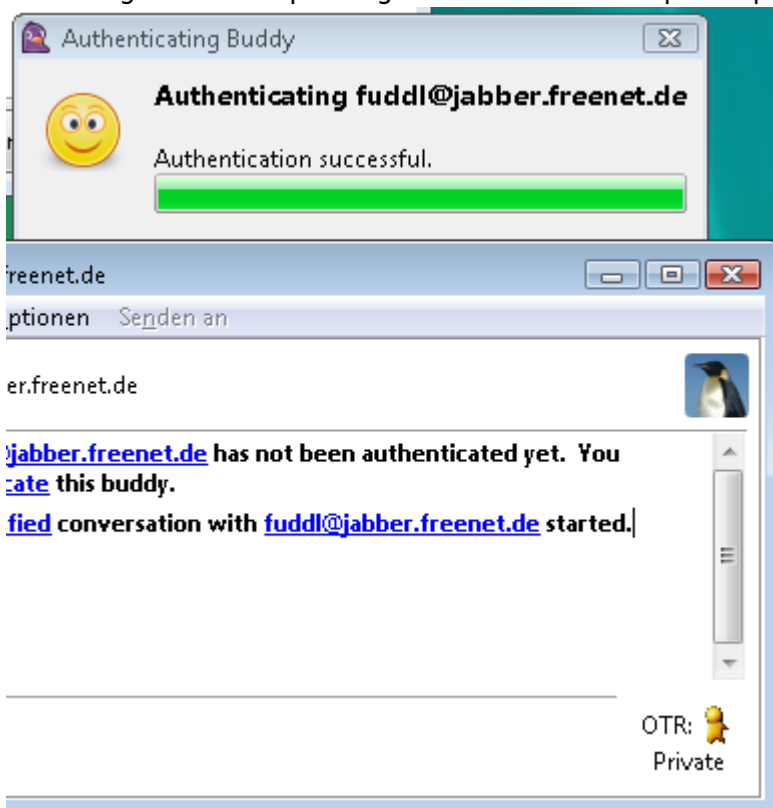 Authenticating Buddy
Authenticating fuddl@jabber.freenet.de
Authentication successful.
freenet.de
ptionen Senden an
er.freenet.de
@jabber.freenet.de has not been authenticated yet. You
cate this buddy.
fied conversation with fuddl@jabber.freenet.de started.
OTR:
Private